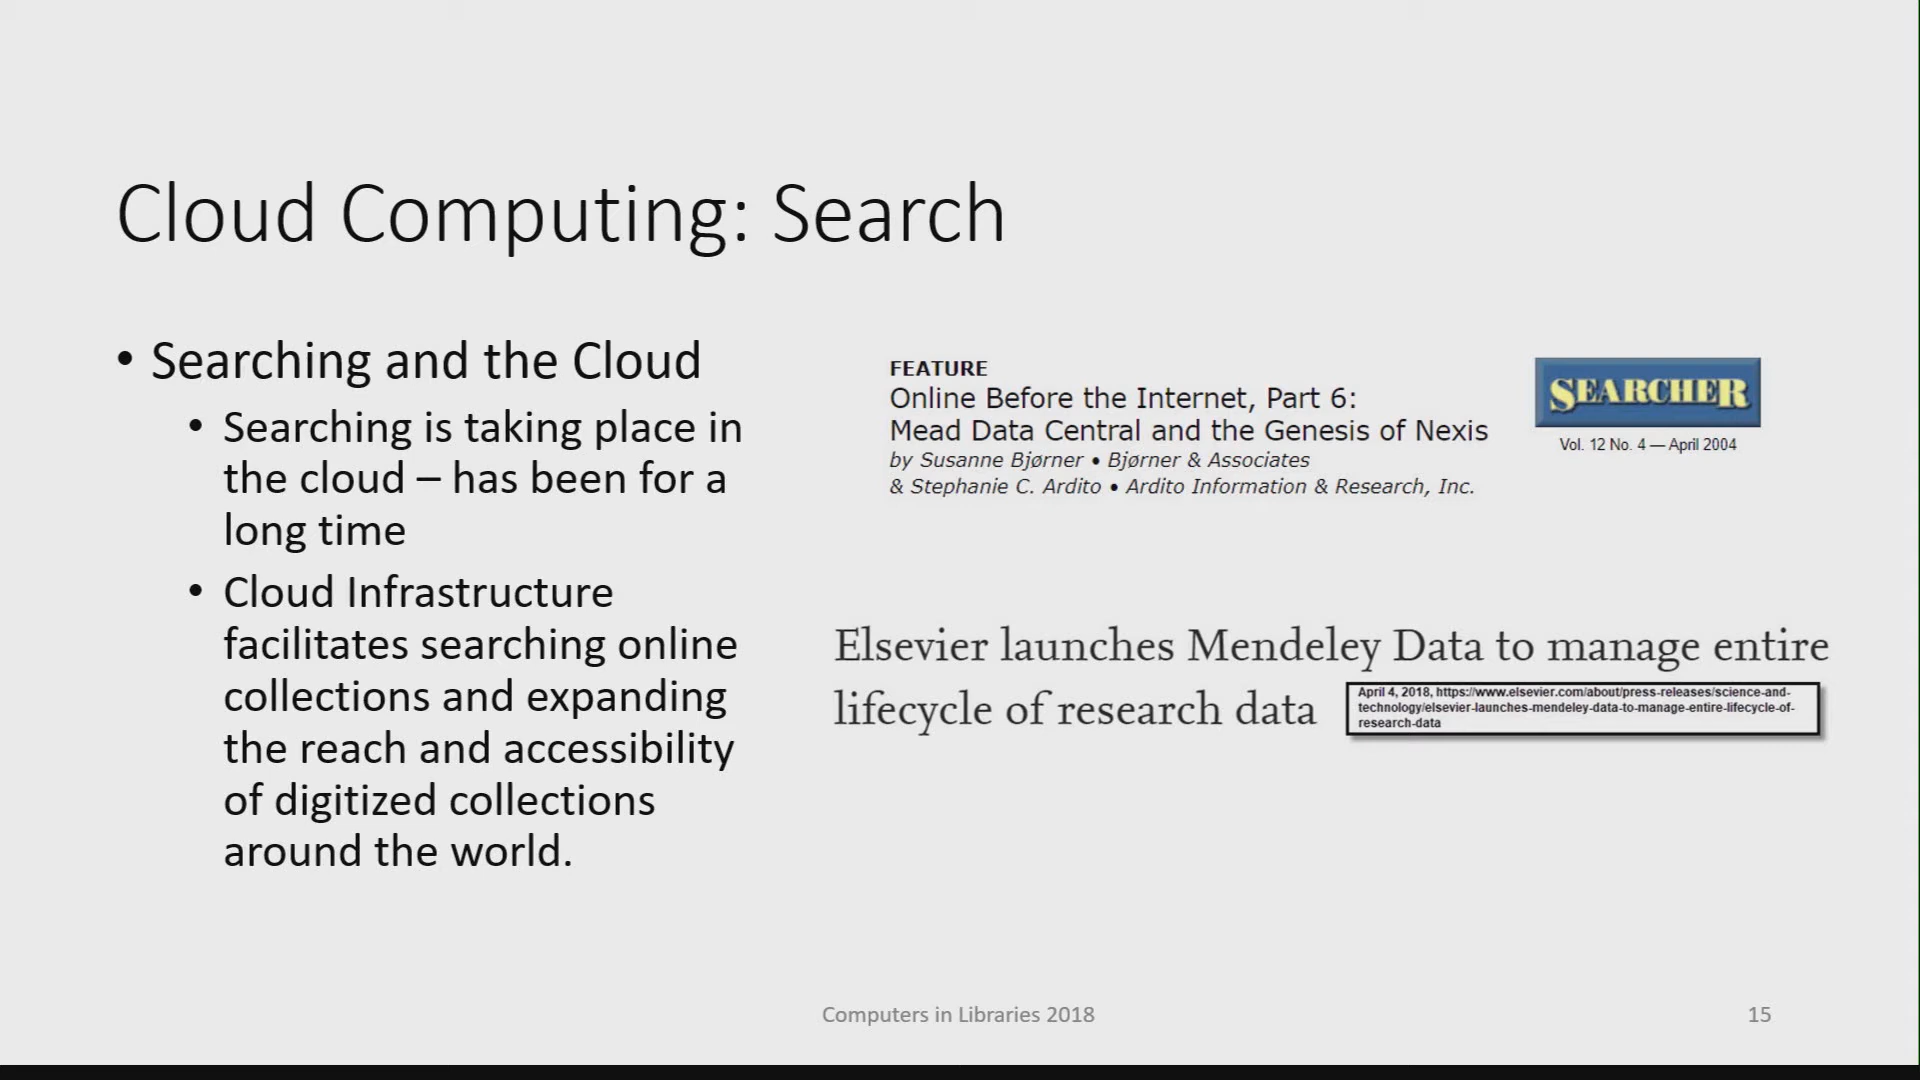 Cloud Computing: Search
• Searching and the Cloud
• Searching is taking place in
the cloud – has been for a
long time
• Cloud Infrastructure
facilitates searching online
collections and expanding
the reach and accessibility
of digitized collections
around the world.
FEATURE
Online Before the Internet, Part 6:
Mead Data Central and the Genesis of Nexis
by Susanne Bjørner • Bjørner & Associates
& Stephanie C. Ardito • Ardito Information & Research, Inc.
SEARCHER
Vol. 12 No. 4 — April 2004
Elsevier launches Mendeley Data to manage entire
lifecycle of research data
April 4, 2018, https://www.elsevier.com/about/press-releases/science-and-
technology/elsevier-launches-mendeley-data-to-manage-entire-lifecycle-of-
research-data
Computers in Libraries 2018
15